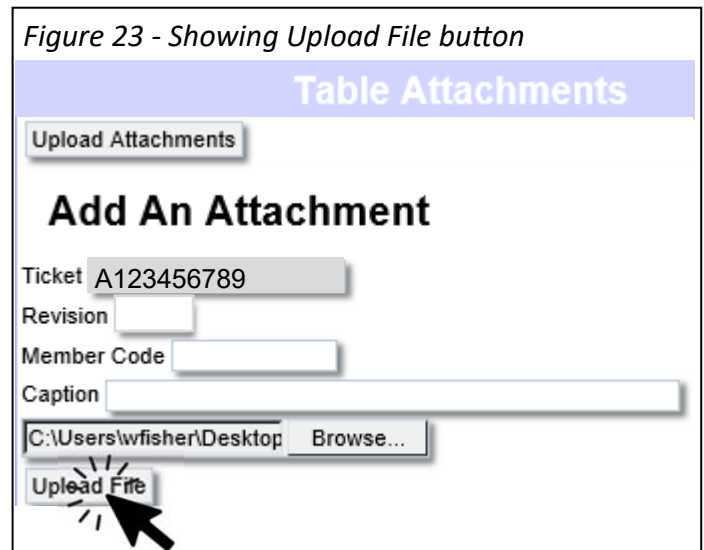 Figure 23 - Showing Upload File button
Table Attachments
Upload Attachments
Add An Attachment
Ticket A123456789
Revision
Member Code
Caption
C:\Users\wfisher\Desktop Browse...
Upload File